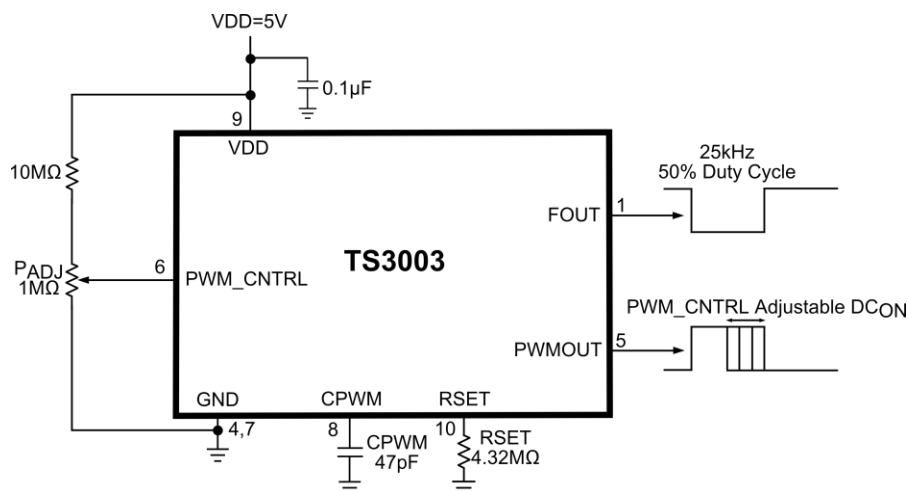 VDD=5V
0.1µF
9
VDD
10MΩ
25kHz
50% Duty Cycle
FOUT
1
TS3003
PADJ
1MΩ
6
PWM_CNTRL
PWM_CNTRL Adjustable DCON
PWMOUT
5
GND
CPWM
RSET
4,7
8
10
CPWM
47pF
RSET
4.32MΩ